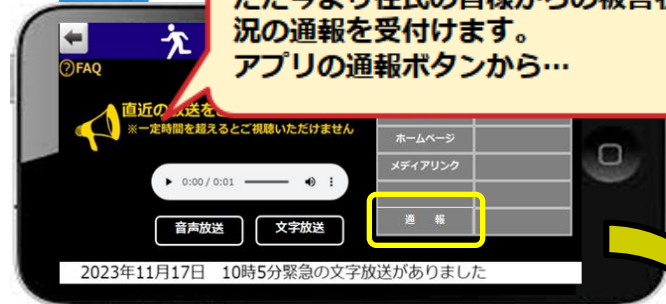 況の通報を受付けます。
アプリの通報ボタンから…
?FAQ
直近の
※一定時間を超えるとご視聴いただけません
ホームページ
メディアリンク
0:00 / 0:01
通 報
音声放送
文字放送
2023年11月17日 10時5分緊急の文字放送がありました